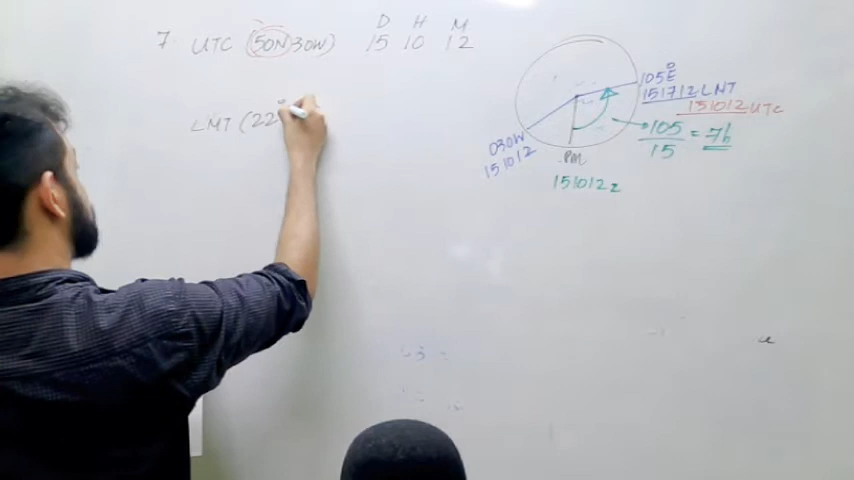 D H M
7 UTC (50N 30W) 15 10 12
LMT (22°
105°E
151712 LMT
151012 UTC
105/15 = 7h
030W
151012
PM
151012z